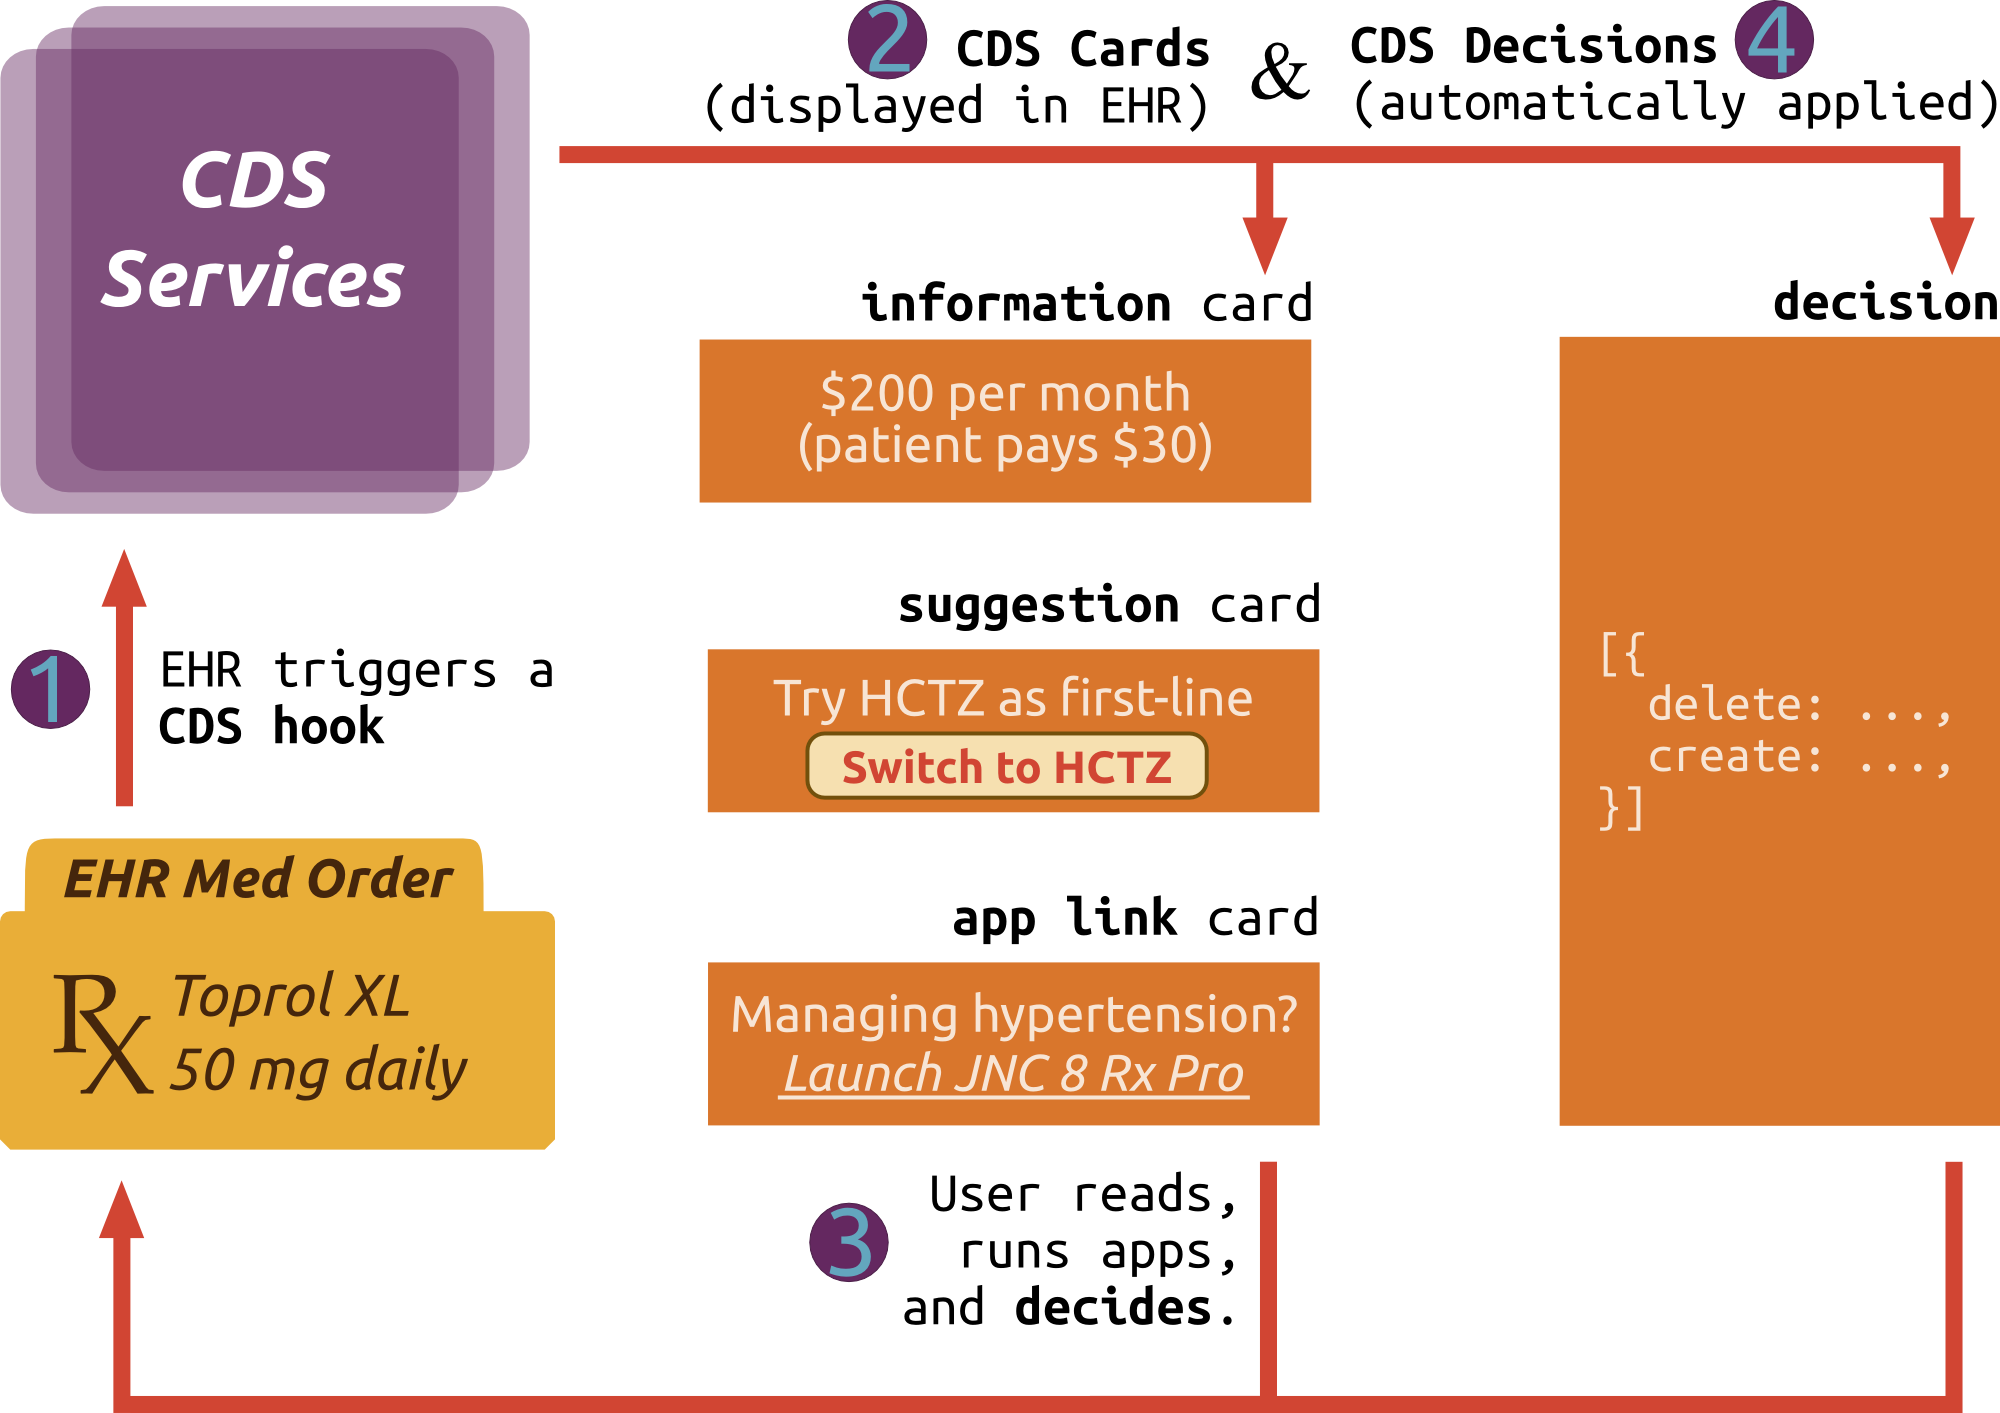 CDS
Services
2 CDS Cards & CDS Decisions 4
(displayed in EHR) (automatically applied)
information card
$200 per month
(patient pays $30)
suggestion card
Try HCTZ as first-line
Switch to HCTZ
app link card
Managing hypertension?
Launch JNC 8 Rx Pro
decision
[{
delete: ...,
create: ...,
}]
1 EHR triggers a
CDS hook
EHR Med Order
Rx Toprol XL
50 mg daily
3 User reads,
runs apps,
and decides.